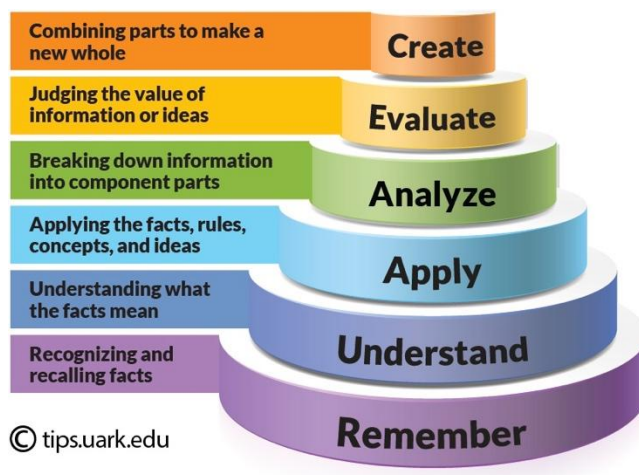 Combining parts to make a
new whole
Create
Judging the value of
information or ideas
Evaluate
Breaking down information
into component parts
Analyze
Applying the facts, rules,
concepts, and ideas
Apply
Understanding what
the facts mean
Understand
Recognizing and
recalling facts
Remember
© tips.uark.edu